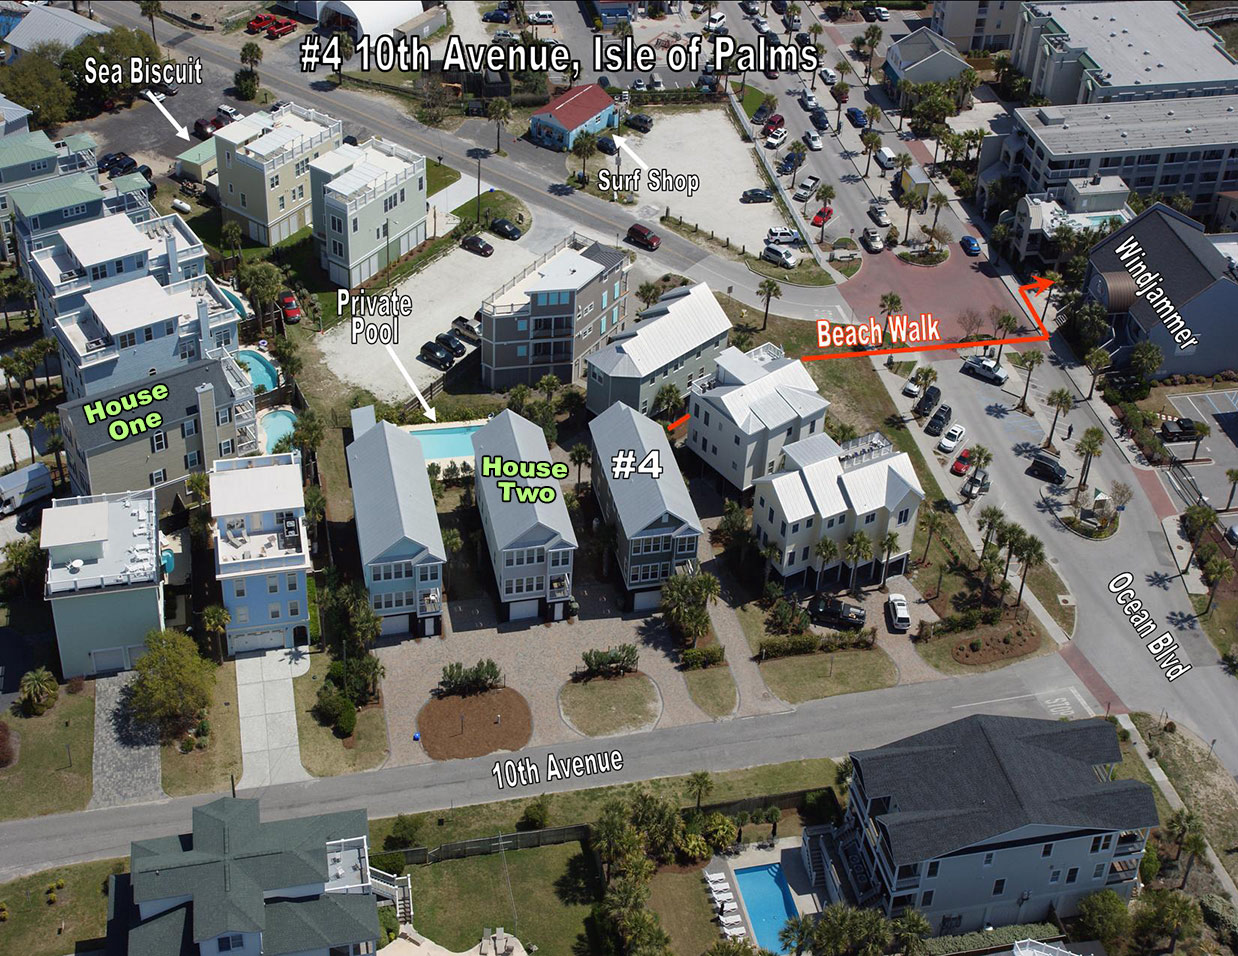 #4 10th Avenue, Isle of Palms
Sea Biscuit
Surf Shop
Windjammer
Private
Pool
Beach Walk
House
One
House
Two
#4
Ocean Blvd
STOP
10th Avenue